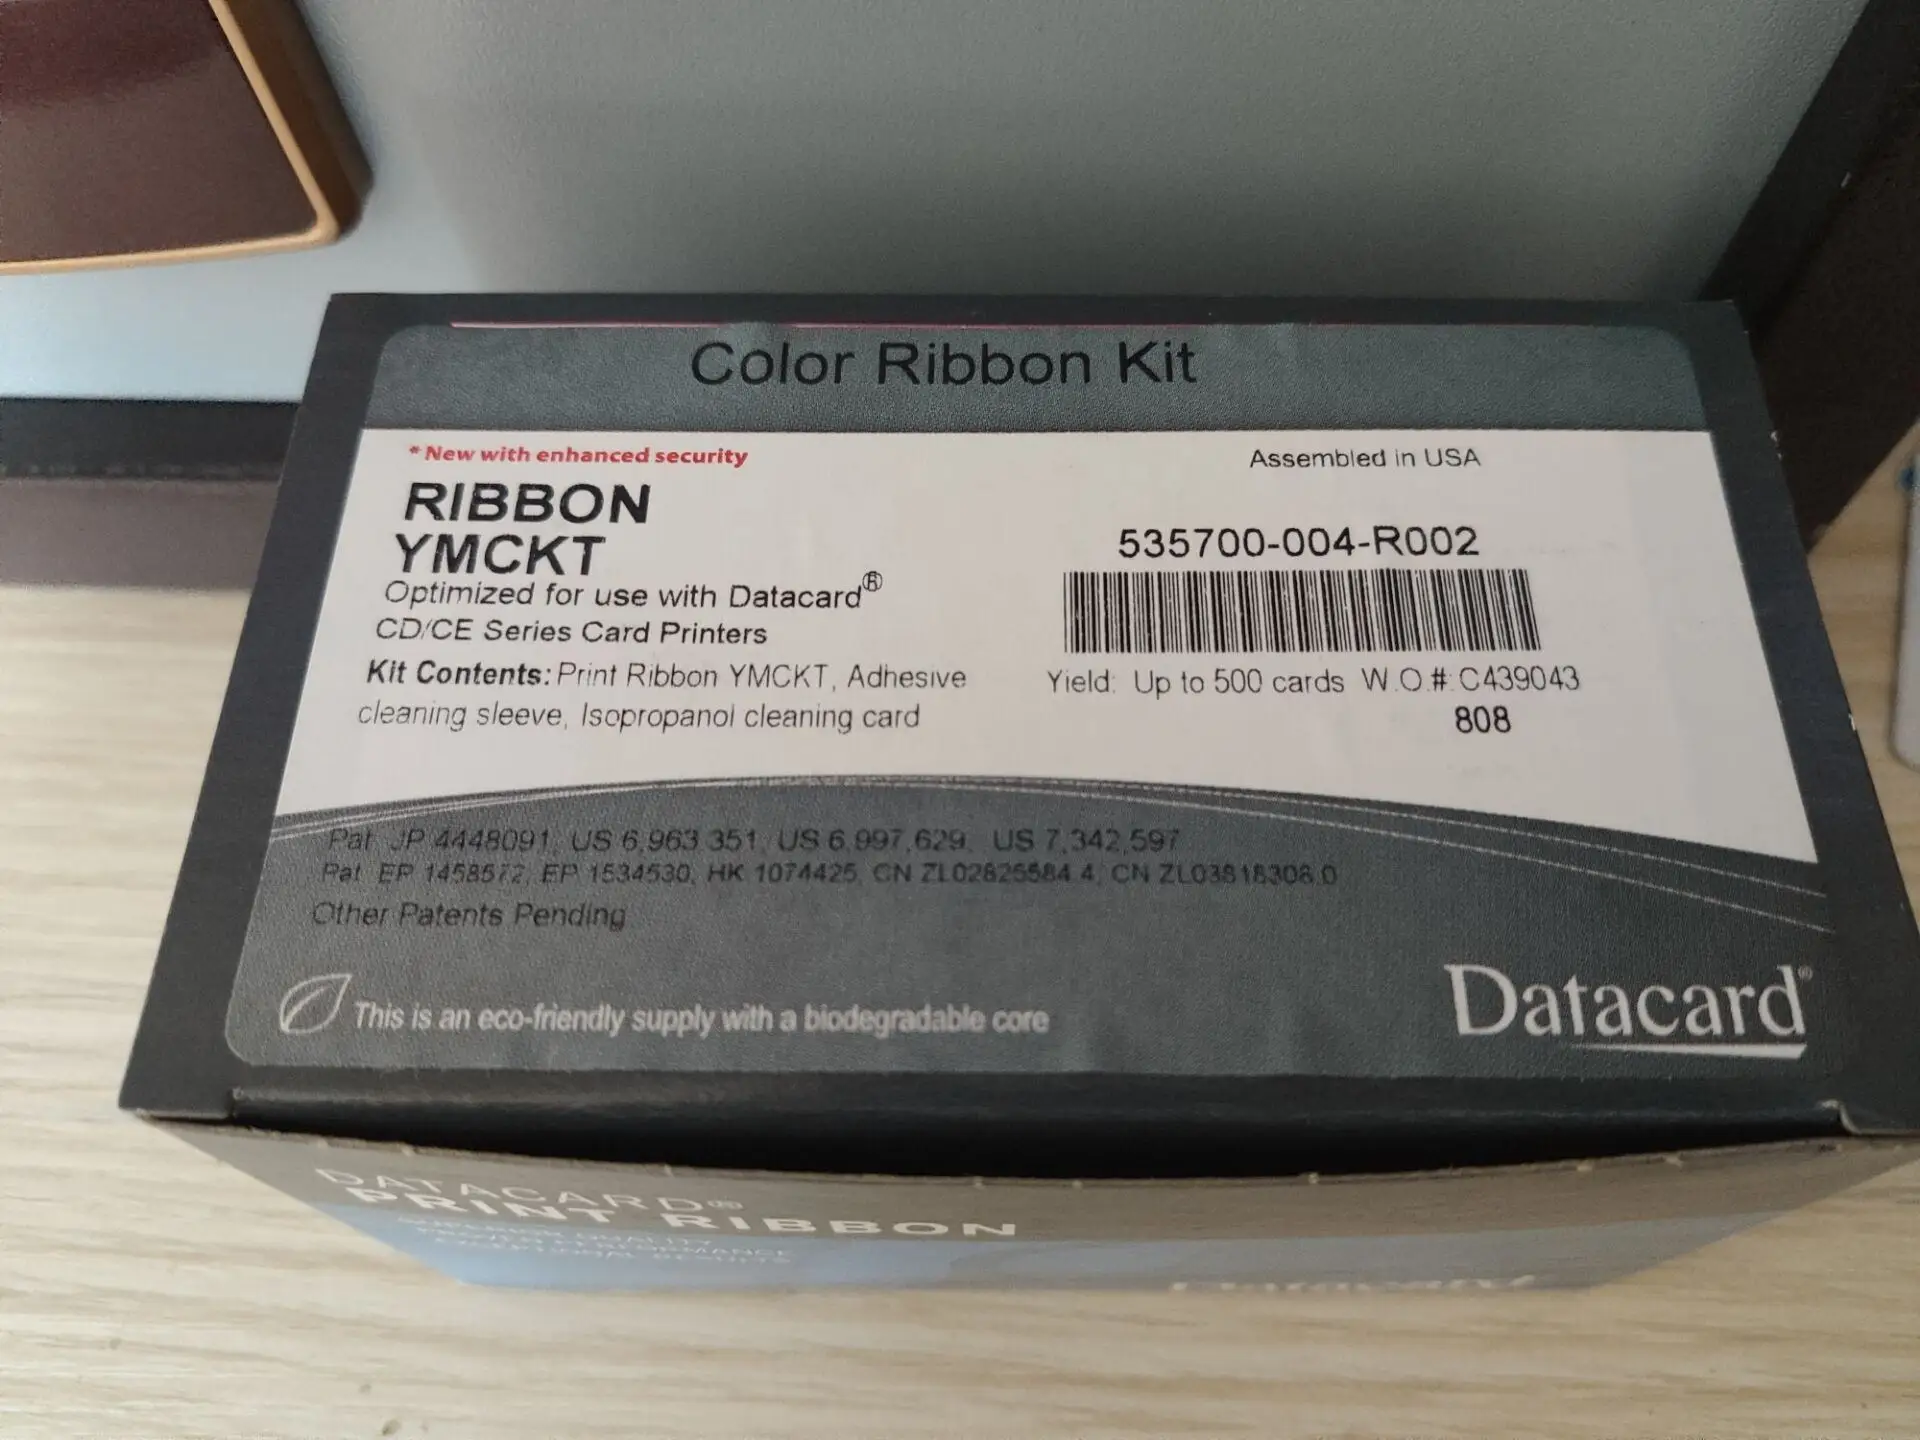 Color Ribbon Kit
* New with enhanced security
Assembled in USA
RIBBON
YMCKT
Optimized for use with Datacard®
CD/CE Series Card Printers
Kit Contents: Print Ribbon YMCKT, Adhesive
cleaning sleeve, Isopropanol cleaning card
535700-004-R002
Yield: Up to 500 cards W.O.#:C439043
808
Pat. JP 4448091, US 6,963,351, US 6,997,629, US 7,342,597
Pat. EP 1458572, EP 1534530, HK 1074425, CN ZL02825584.4, CN ZL03818308.0
Other Patents Pending
This is an eco-friendly supply with a biodegradable core
Datacard®
DATACARD®
PRINT RIBBON